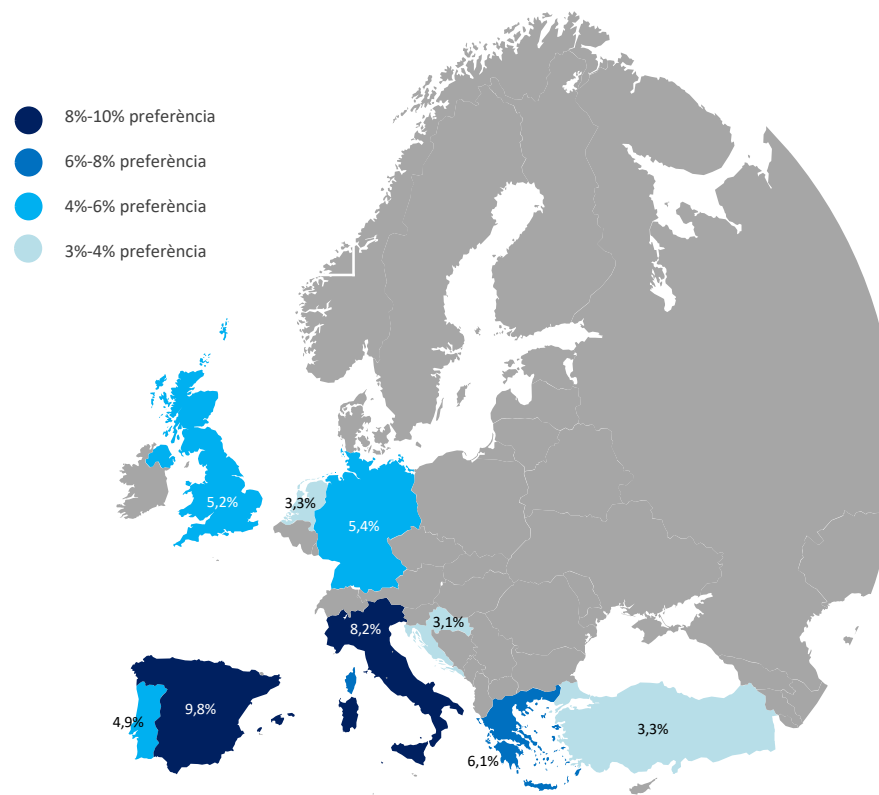 8%-10% preferència
6%-8% preferència
4%-6% preferència
3%-4% preferència
5,2%
3,3%
5,4%
3,1%
8,2%
9,8%
4,9%
3,3%
6,1%